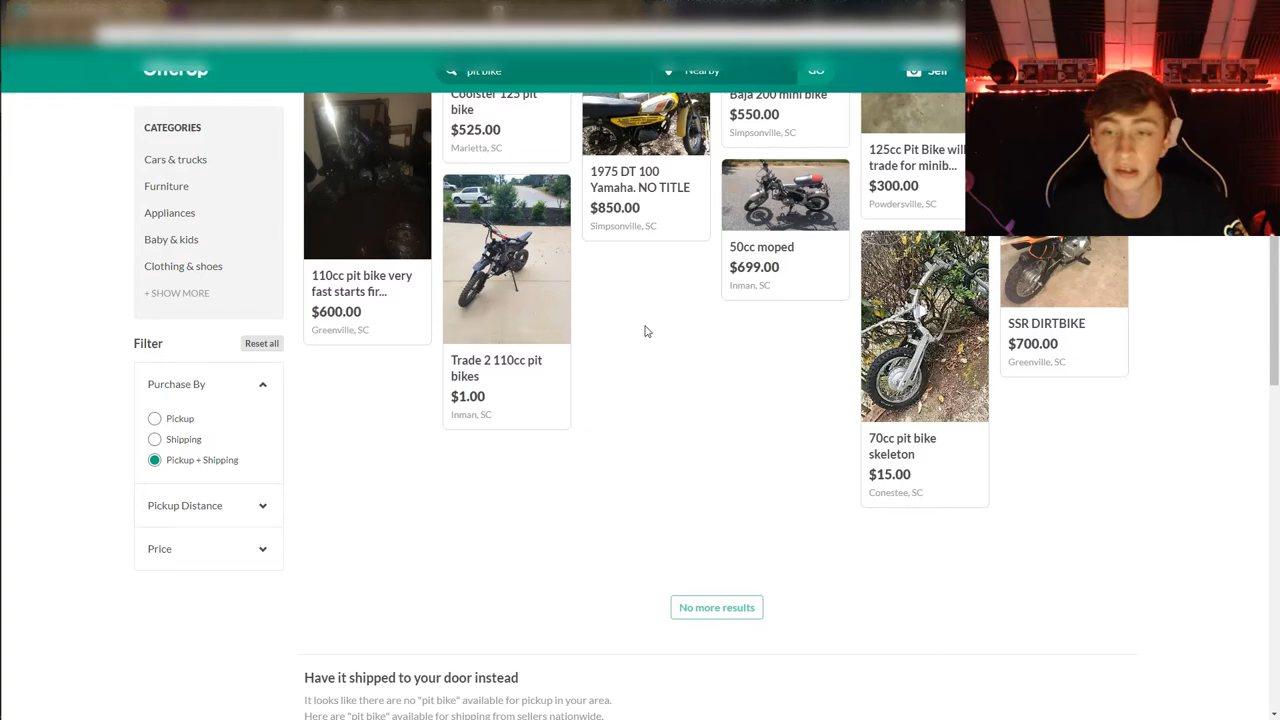 pit bike
Nearby
GO
Sell
CATEGORIES
Cars & trucks
Furniture
Appliances
Baby & kids
Clothing & shoes
+ SHOW MORE
Filter
Reset all
Purchase By
Pickup
Shipping
Pickup + Shipping
Pickup Distance
Price
110cc pit bike very
fast starts fir...
$600.00
Greenville, SC
Coolster 125 pit
bike
$525.00
Marietta, SC
Trade 2 110cc pit
bikes
$1.00
Inman, SC
1975 DT 100
Yamaha. NO TITLE
$850.00
Simpsonville, SC
Baja 200 mini bike
$550.00
Simpsonville, SC
50cc moped
$699.00
Inman, SC
125cc Pit Bike will
trade for minib...
$300.00
Powdersville, SC
70cc pit bike
skeleton
$15.00
Conestee, SC
SSR DIRTBIKE
$700.00
Greenville, SC
No more results
Have it shipped to your door instead
It looks like there are no "pit bike" available for pickup in your area.
Here are "pit bike" available for shipping from sellers nationwide.